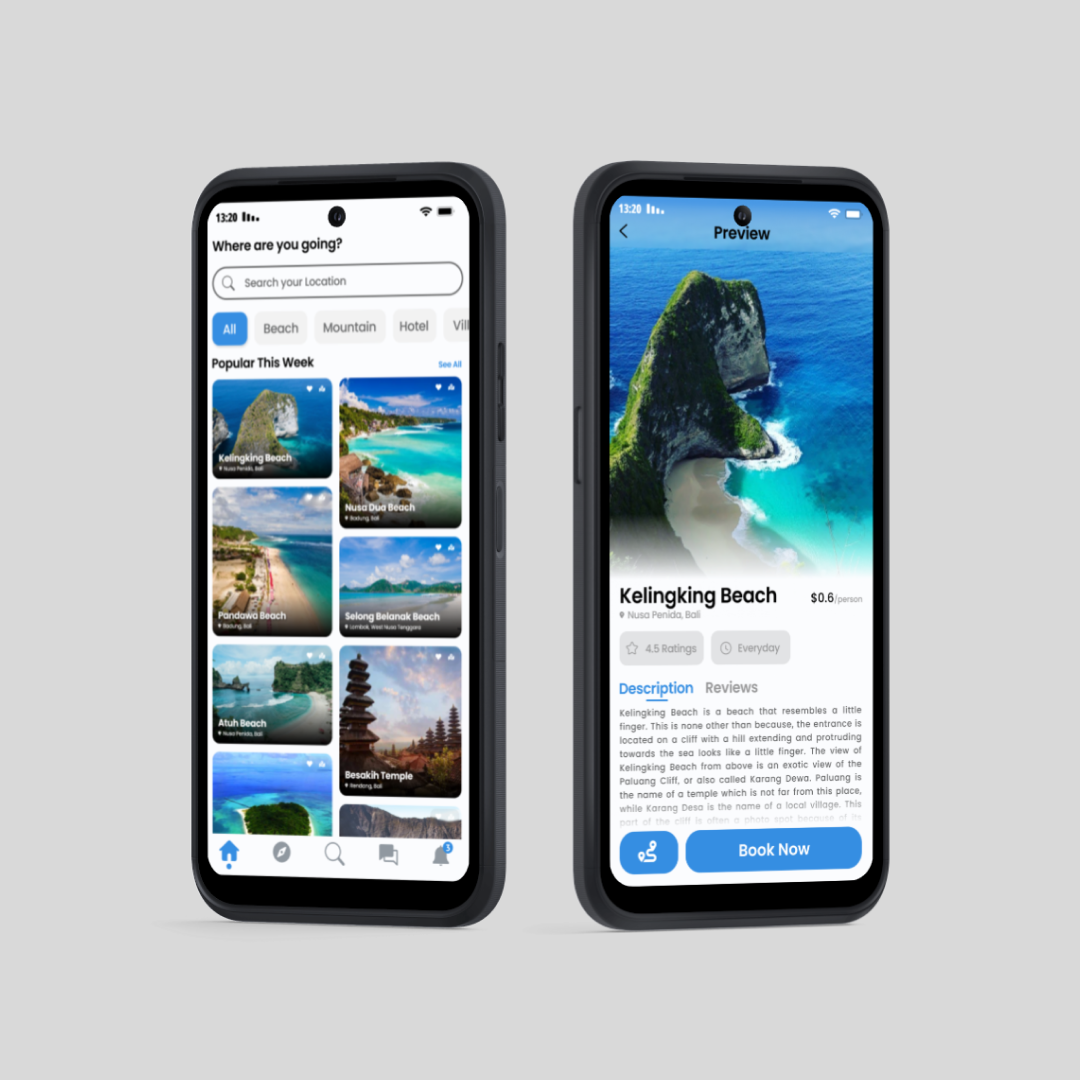 13:20
Where are you going?
Search your Location
All
Beach
Mountain
Hotel
Vill
Popular This Week
See All
Kelingking Beach
Nusa Penida, Bali
Nusa Dua Beach
Badung, Bali
Pandawa Beach
Badung, Bali
Selong Belanak Beach
Lombok, West Nusa Tenggara
Atuh Beach
Nusa Penida, Bali
Besakih Temple
Rendang, Bali
3
13:20
Preview
Kelingking Beach
$0.6/person
Nusa Penida, Bali
4.5 Ratings
Everyday
Description
Reviews
Kelingking Beach is a beach that resembles a little
finger. This is none other than because, the entrance is
located on a cliff with a hill extending and protruding
towards the sea looks like a little finger. The view of
Kelingking Beach from above is an exotic view of the
Paluang Cliff, or also called Karang Dewa. Paluang is
the name of a temple which is not far from this place,
while Karang Desa is the name of a local village. This
part of the cliff is often a photo spot because of its
Book Now